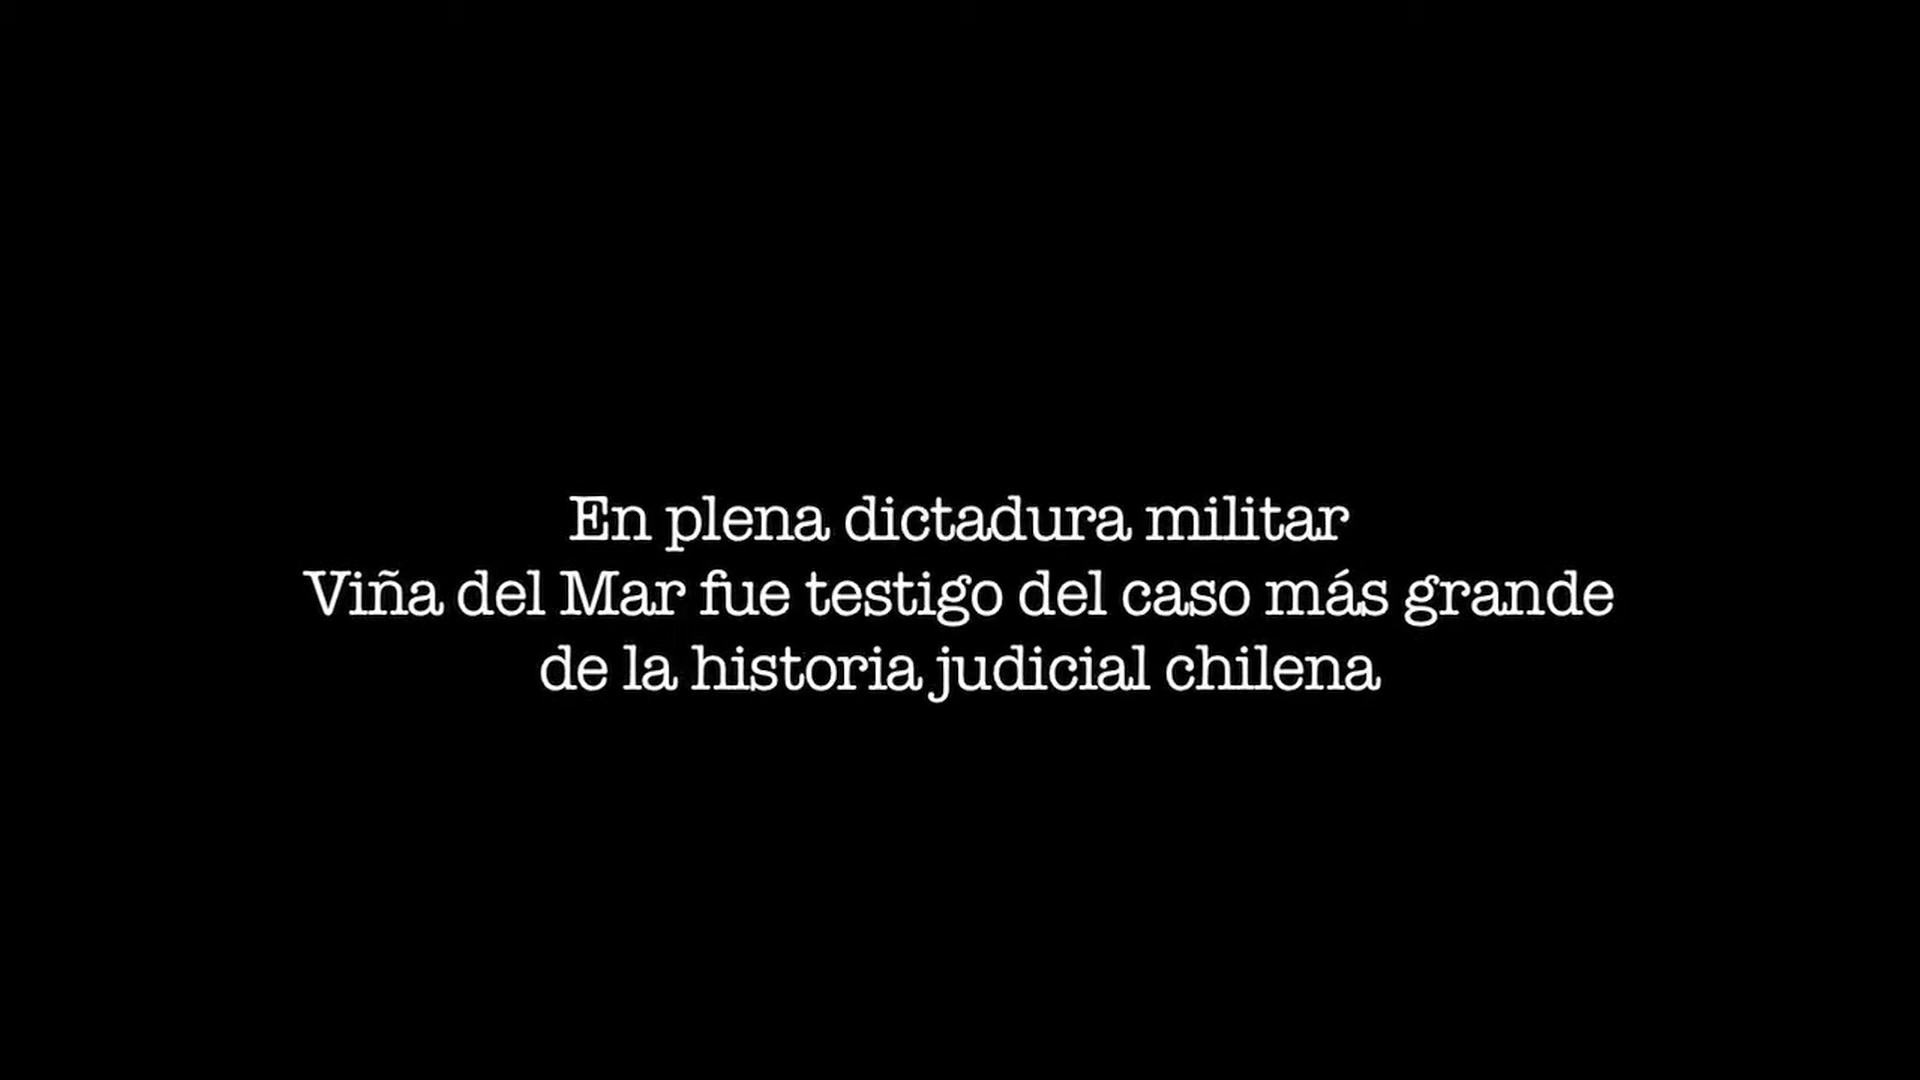 En plena dictadura militar
Viña del Mar fue testigo del caso más grande
de la historia judicial chilena